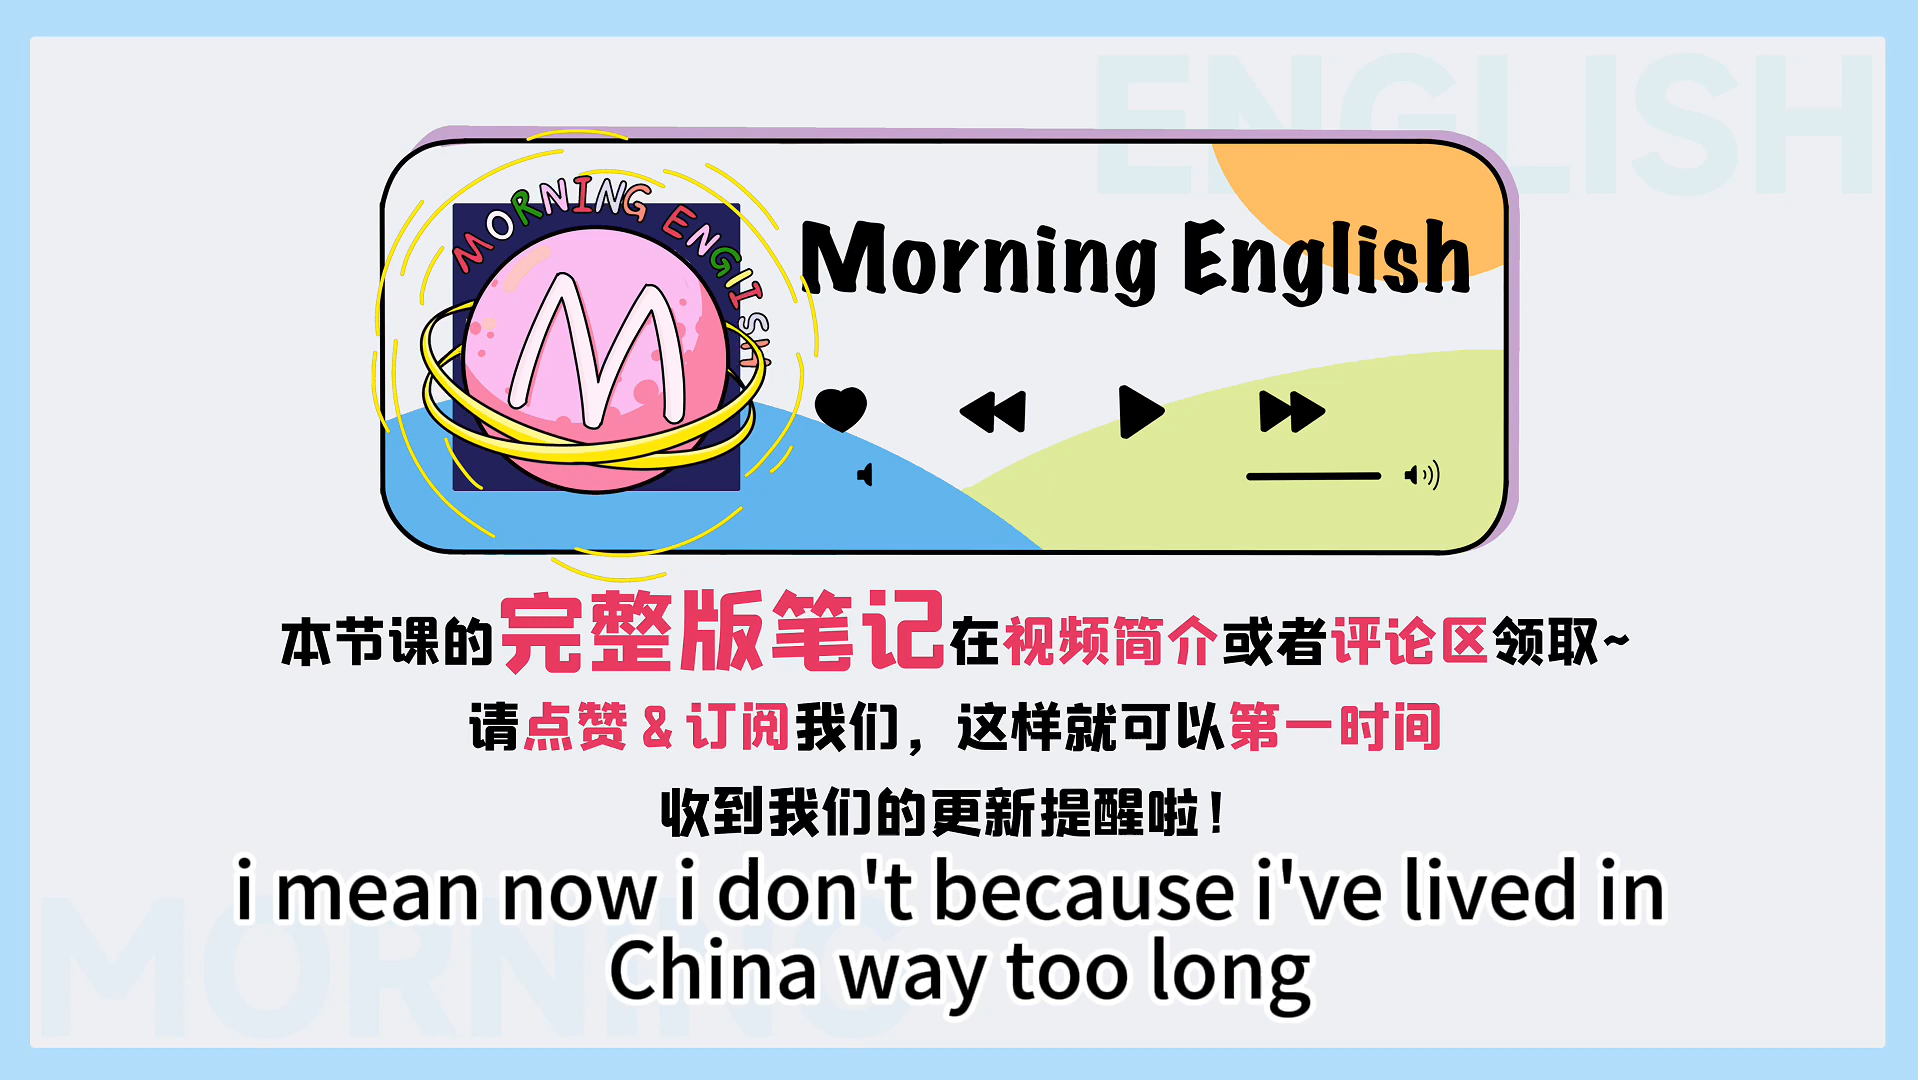 ENGLISH
MORNING ENGLISH
M
Morning English
本节课的完整版笔记在视频简介或者评论区领取~
请点赞&订阅我们，这样就可以第一时间
收到我们的更新提醒啦！
MORNING
i mean now i don't because i've lived in
China way too long